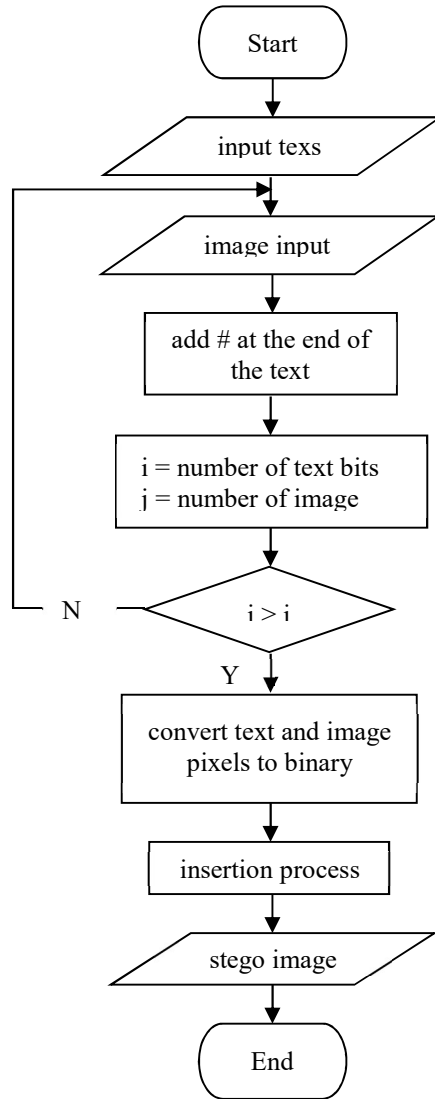 Start
input texs
image input
add # at the end of
the text
i = number of text bits
j = number of image
>
N
Y
convert text and image
pixels to binary
insertion process
stego image
End